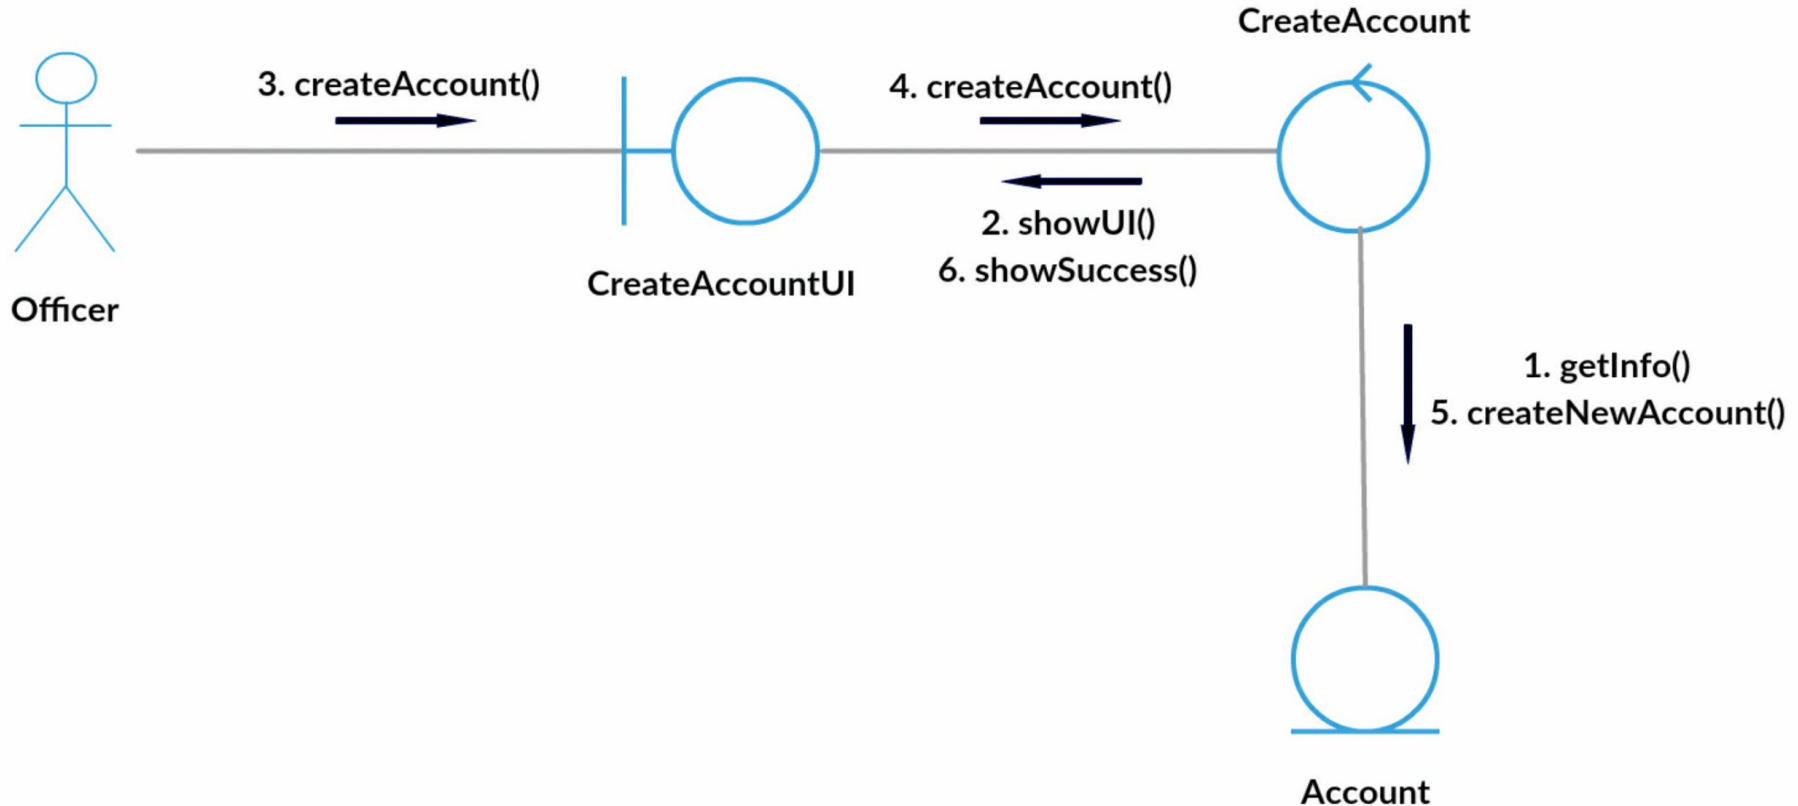 CreateAccount
3. createAccount()
4. createAccount()
2. showUI()
6. showSuccess()
CreateAccountUI
Officer
1. getInfo()
5. createNewAccount()
Account